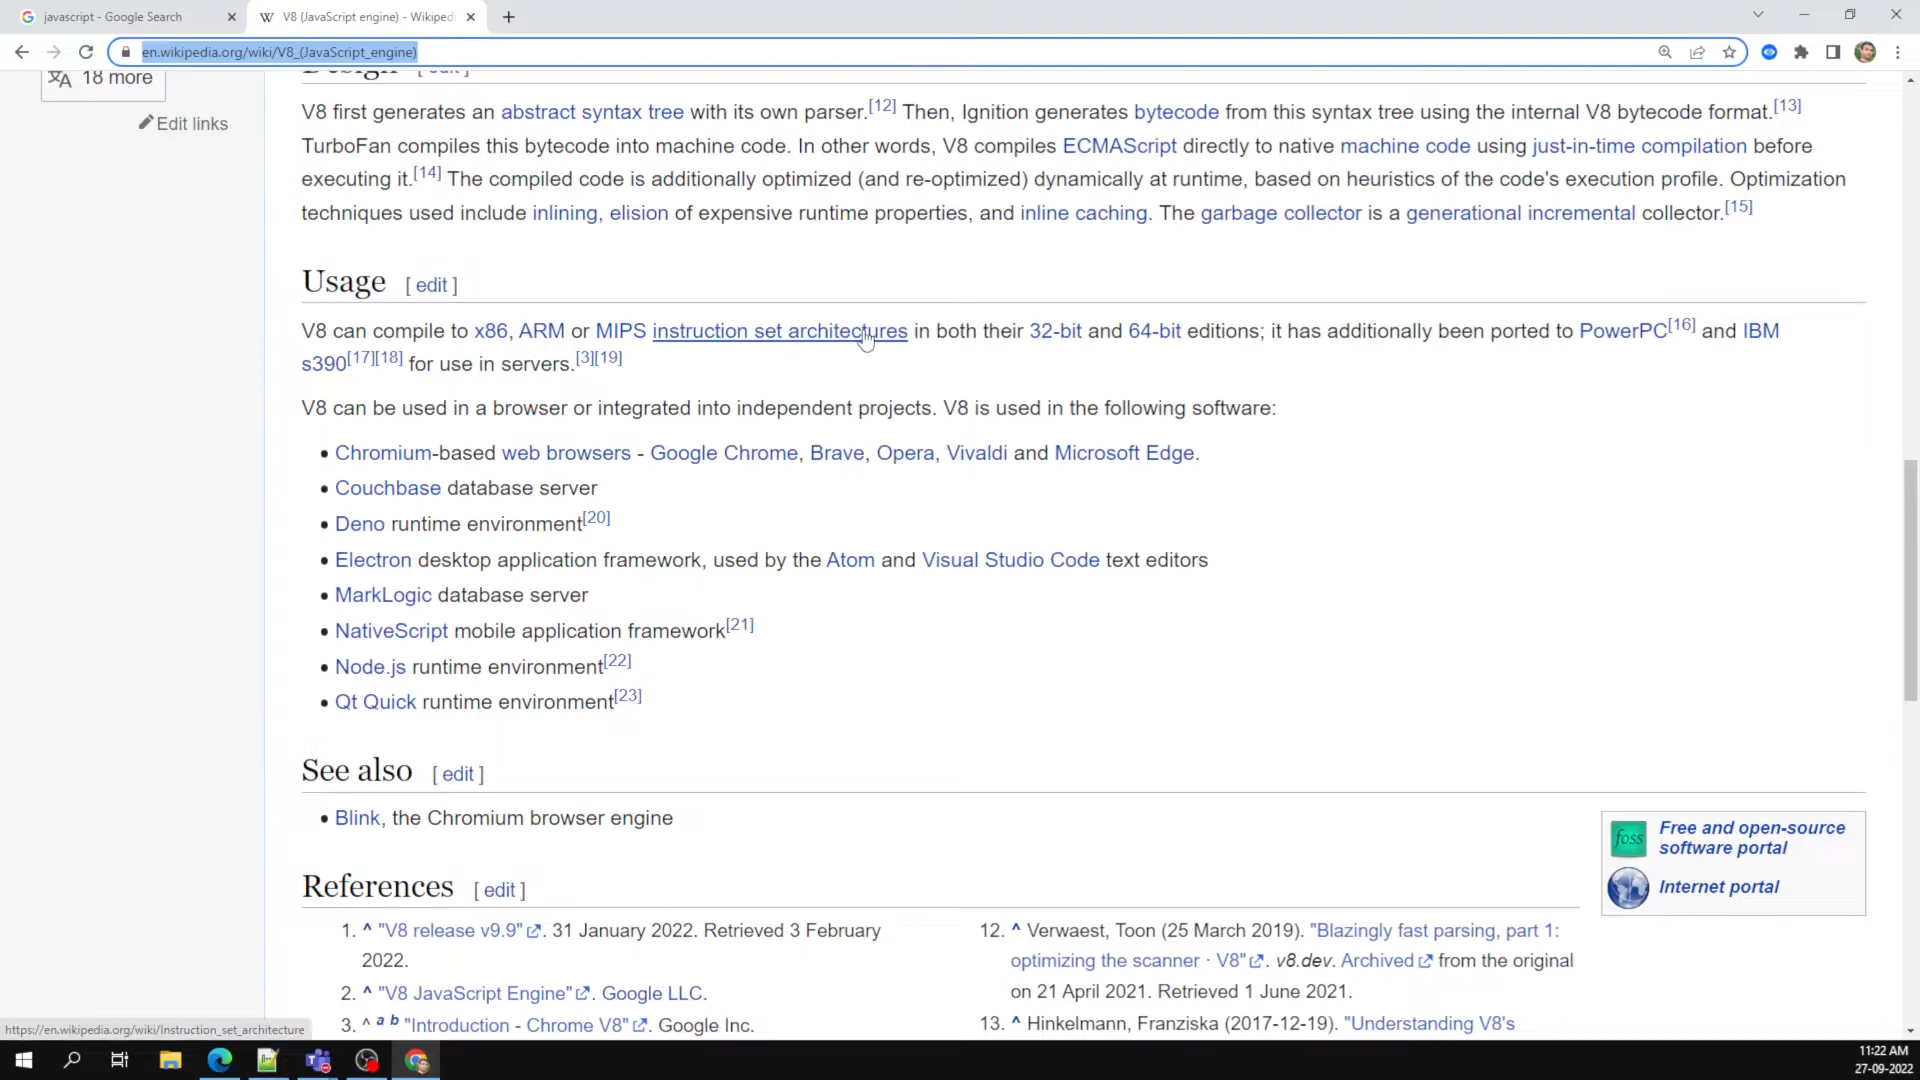 javascript - Google Search
V8 (JavaScript engine) - Wikipedi
en.wikipedia.org/wiki/V8_(JavaScript_engine)
18 more
Edit links
Design [ edit ]
V8 first generates an abstract syntax tree with its own parser.[12] Then, Ignition generates bytecode from this syntax tree using the internal V8 bytecode format.[13]
TurboFan compiles this bytecode into machine code. In other words, V8 compiles ECMAScript directly to native machine code using just-in-time compilation before
executing it.[14] The compiled code is additionally optimized (and re-optimized) dynamically at runtime, based on heuristics of the code's execution profile. Optimization
techniques used include inlining, elision of expensive runtime properties, and inline caching. The garbage collector is a generational incremental collector.[15]
Usage [ edit ]
V8 can compile to x86, ARM or MIPS instruction set architectures in both their 32-bit and 64-bit editions; it has additionally been ported to PowerPC[16] and IBM
s390[17][18] for use in servers.[3][19]
V8 can be used in a browser or integrated into independent projects. V8 is used in the following software:
• Chromium-based web browsers - Google Chrome, Brave, Opera, Vivaldi and Microsoft Edge.
• Couchbase database server
• Deno runtime environment[20]
• Electron desktop application framework, used by the Atom and Visual Studio Code text editors
• MarkLogic database server
• NativeScript mobile application framework[21]
• Node.js runtime environment[22]
• Qt Quick runtime environment[23]
See also [ edit ]
• Blink, the Chromium browser engine
foss
Free and open-source
software portal
Internet portal
References [ edit ]
1. ^ "V8 release v9.9". 31 January 2022. Retrieved 3 February
2022.
2. ^ "V8 JavaScript Engine". Google LLC.
3. ^ a b "Introduction - Chrome V8". Google Inc.
12. ^ Verwaest, Toon (25 March 2019). "Blazingly fast parsing, part 1:
optimizing the scanner · V8". v8.dev. Archived from the original
on 21 April 2021. Retrieved 1 June 2021.
13. ^ Hinkelmann, Franziska (2017-12-19). "Understanding V8's
https://en.wikipedia.org/wiki/Instruction_set_architecture
11:22 AM
27-09-2022